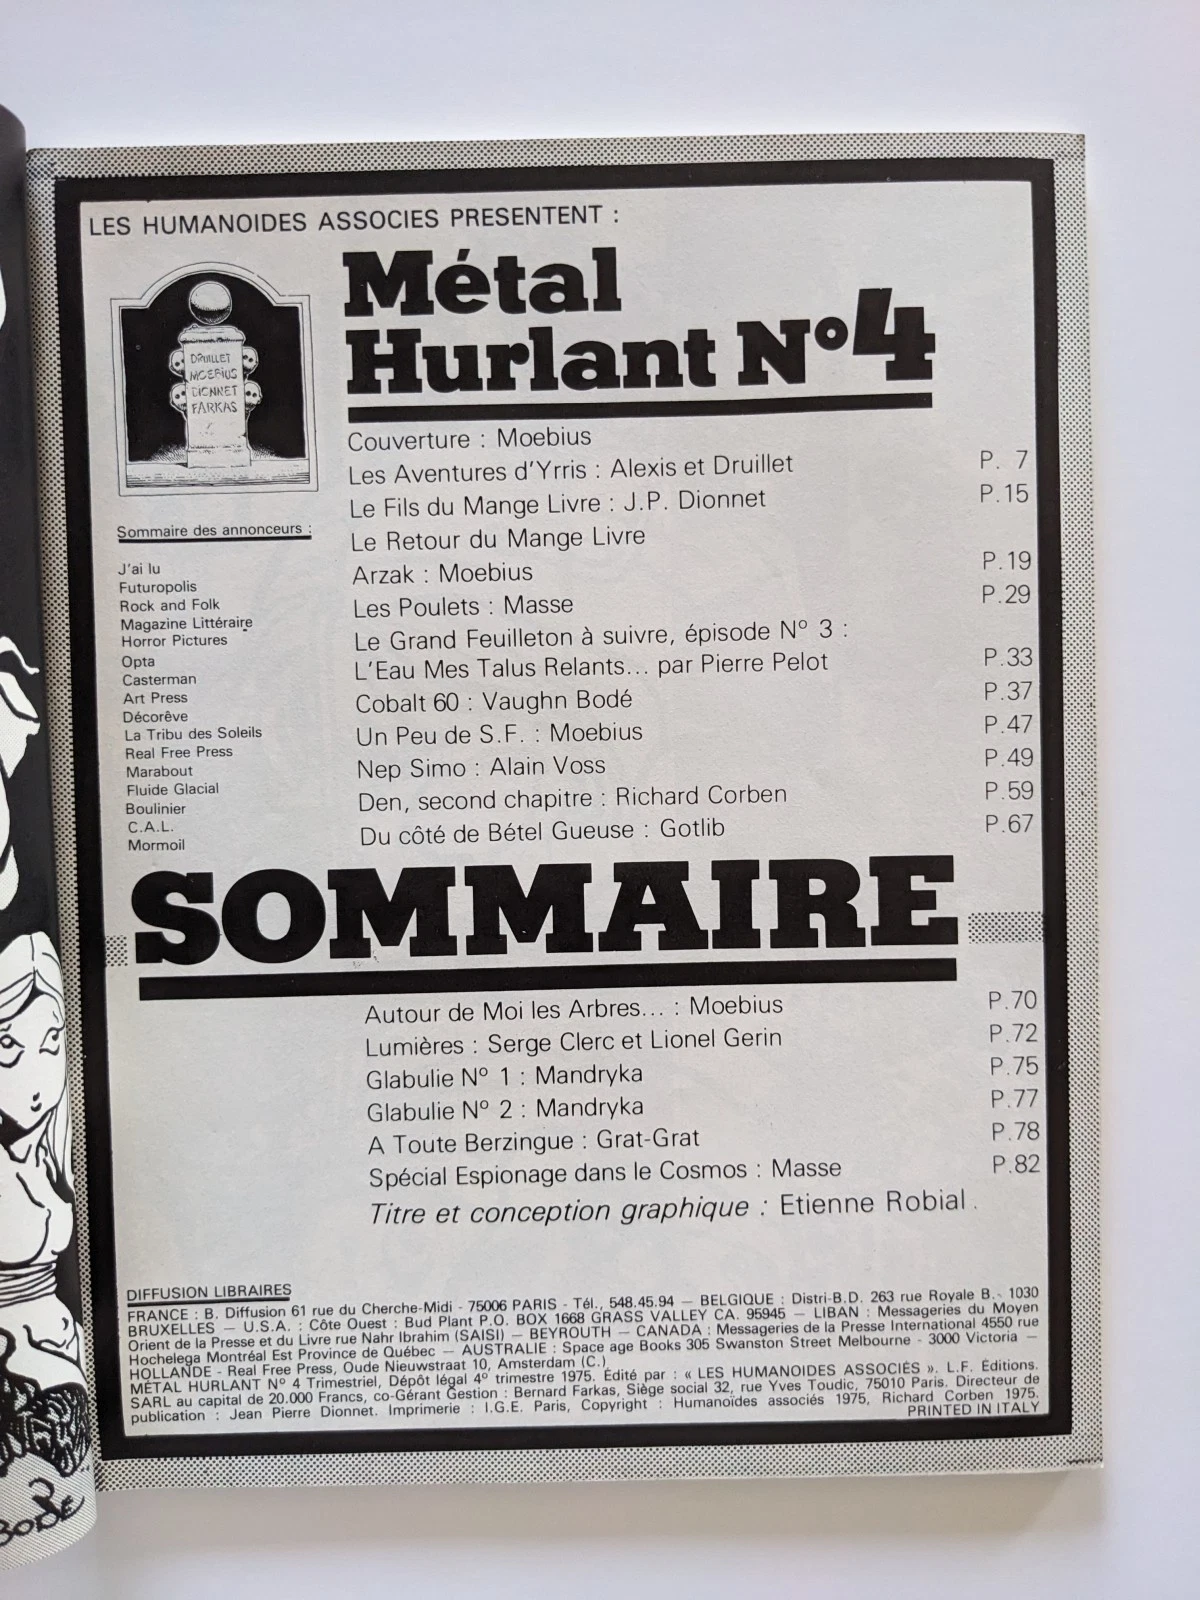 LES HUMANOIDES ASSOCIES PRESENTENT :
Métal
Hurlant Nº4
DRUILLET
MOEBIUS
DIONNET
FARKAS
Couverture : Moebius
Les Aventures d'Yrris : Alexis et Druillet P. 7
Le Fils du Mange Livre : J.P. Dionnet P.15
Le Retour du Mange Livre
Arzak : Moebius P.19
Les Poulets : Masse P.29
Le Grand Feuilleton à suivre, épisode Nº 3 :
L'Eau Mes Talus Relants... par Pierre Pelot P.33
Cobalt 60 : Vaughn Bodé P.37
Un Peu de S.F. : Moebius P.47
Nep Simo : Alain Voss P.49
Den, second chapitre : Richard Corben P.59
Du côté de Bétel Gueuse : Gotlib P.67
Sommaire des annonceurs :
J'ai lu
Futuropolis
Rock and Folk
Magazine Littéraire
Horror Pictures
Opta
Casterman
Art Press
Décorêve
La Tribu des Soleils
Real Free Press
Marabout
Fluide Glacial
Boulinier
C.A.L.
Mormoil
SOMMAIRE
Autour de Moi les Arbres... : Moebius P.70
Lumières : Serge Clerc et Lionel Gerin P.72
Glabulie Nº 1 : Mandryka P.75
Glabulie Nº 2 : Mandryka P.77
A Toute Berzingue : Grat-Grat P.78
Spécial Espionage dans le Cosmos : Masse P.82
Titre et conception graphique : Etienne Robial.
DIFFUSION LIBRAIRES
FRANCE : B. Diffusion 61 rue du Cherche-Midi - 75006 PARIS - Tél., 548.45.94 — BELGIQUE : Distri-B.D. 263 rue Royale B.- 1030
BRUXELLES — U.S.A. : Côte Ouest : Bud Plant P.O. BOX 1668 GRASS VALLEY CA. 95945 — LIBAN : Messageries du Moyen
Orient de la Presse et du Livre rue Nahr Ibrahim (SAISI) — BEYROUTH — CANADA : Messageries de la Presse International 4550 rue
Hochelega Montréal Est Province de Québec — AUSTRALIE : Space age Books 305 Swanston Street Melbourne - 3000 Victoria —
HOLLANDE - Real Free Press, Oude Nieuwstraat 10, Amsterdam (C.)
MÉTAL HURLANT Nº 4 Trimestriel, Dépôt légal 4º trimestre 1975. Édité par : « LES HUMANOIDES ASSOCIÉS ». L.F. Éditions.
SARL au capital de 20.000 Francs, co-Gérant Gestion : Bernard Farkas, Siège social 32, rue Yves Toudic, 75010 Paris. Directeur de
publication : Jean Pierre Dionnet. Imprimerie : I.G.E. Paris, Copyright : Humanoïdes associés 1975, Richard Corben 1975.
PRINTED IN ITALY
BODE